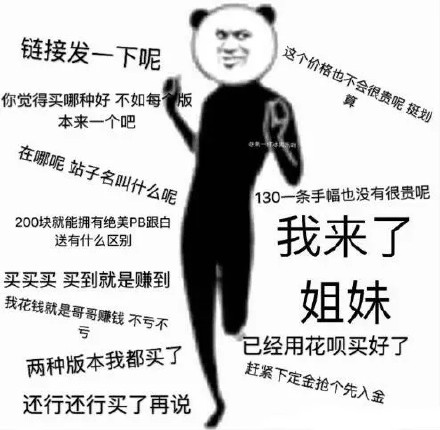 链接发一下呢
这个价格也不会很贵呢 挺划
算
你觉得买哪种好 不如每个版
本来一个吧
在哪呢 站子名叫什么呢
130一条手幅也没有很贵呢
200块就能拥有绝美PB跟白
送有什么区别
我来了
姐妹
买买买 买到就是赚到
我花钱就是哥哥赚钱 不亏不
亏
已经用花呗买好了
两种版本我都买了
赶紧下定金抢个先入金
还行还行买了再说